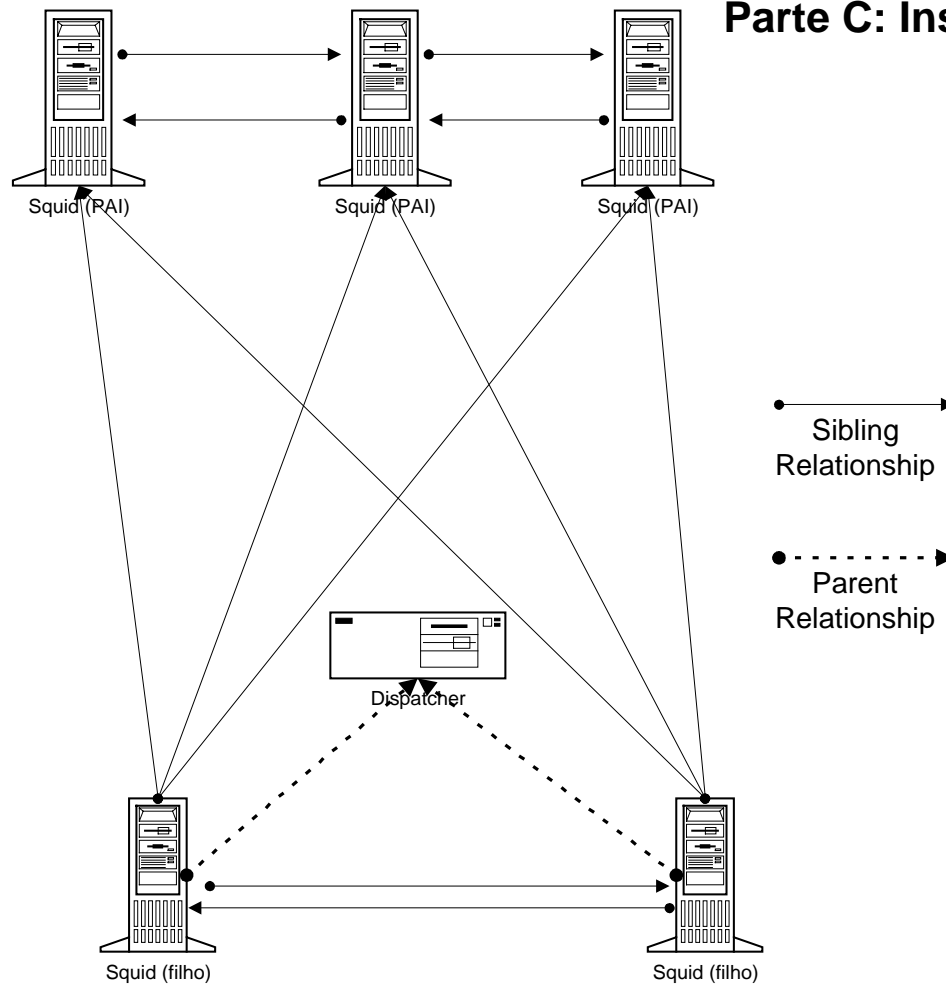 Parte C: Ins
Squid (PAI)
Squid (PAI)
Squid (PAI)
Sibling
Relationship
Parent
Relationship
Dispatcher
Squid (filho)
Squid (filho)